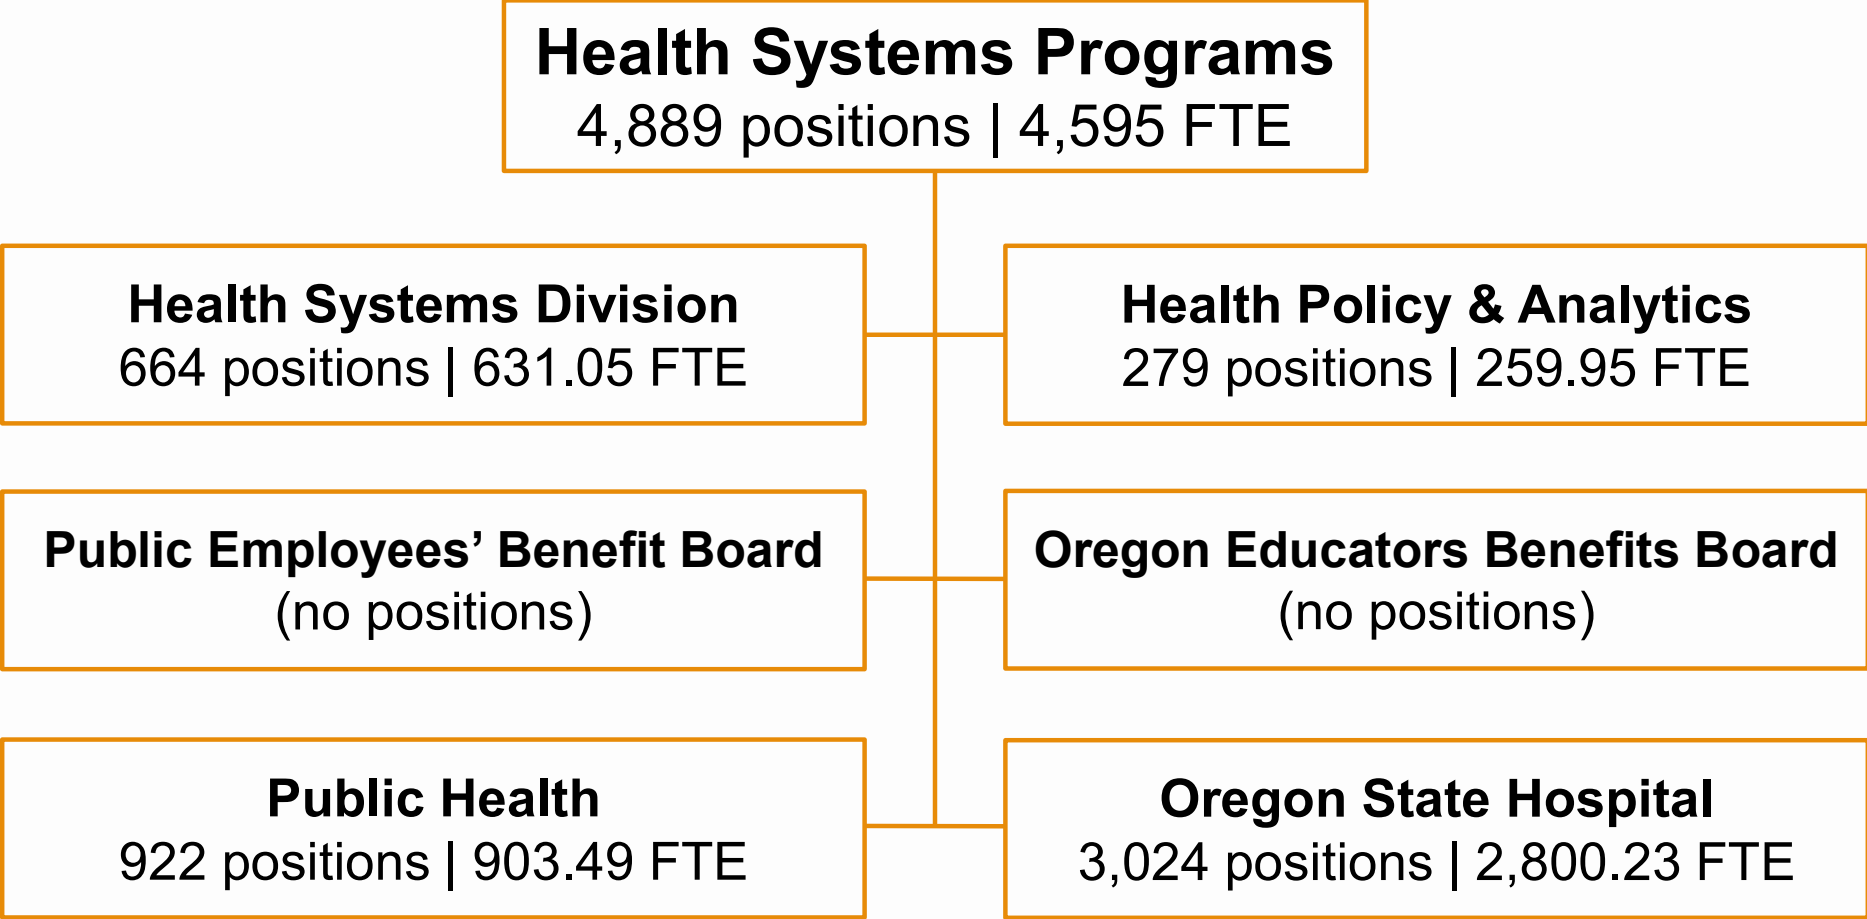 Health Systems Programs
4,889 positions | 4,595 FTE
Health Systems Division
664 positions | 631.05 FTE
Health Policy & Analytics
279 positions | 259.95 FTE
Public Employees’ Benefit Board
(no positions)
Oregon Educators Benefits Board
(no positions)
Public Health
922 positions | 903.49 FTE
Oregon State Hospital
3,024 positions | 2,800.23 FTE